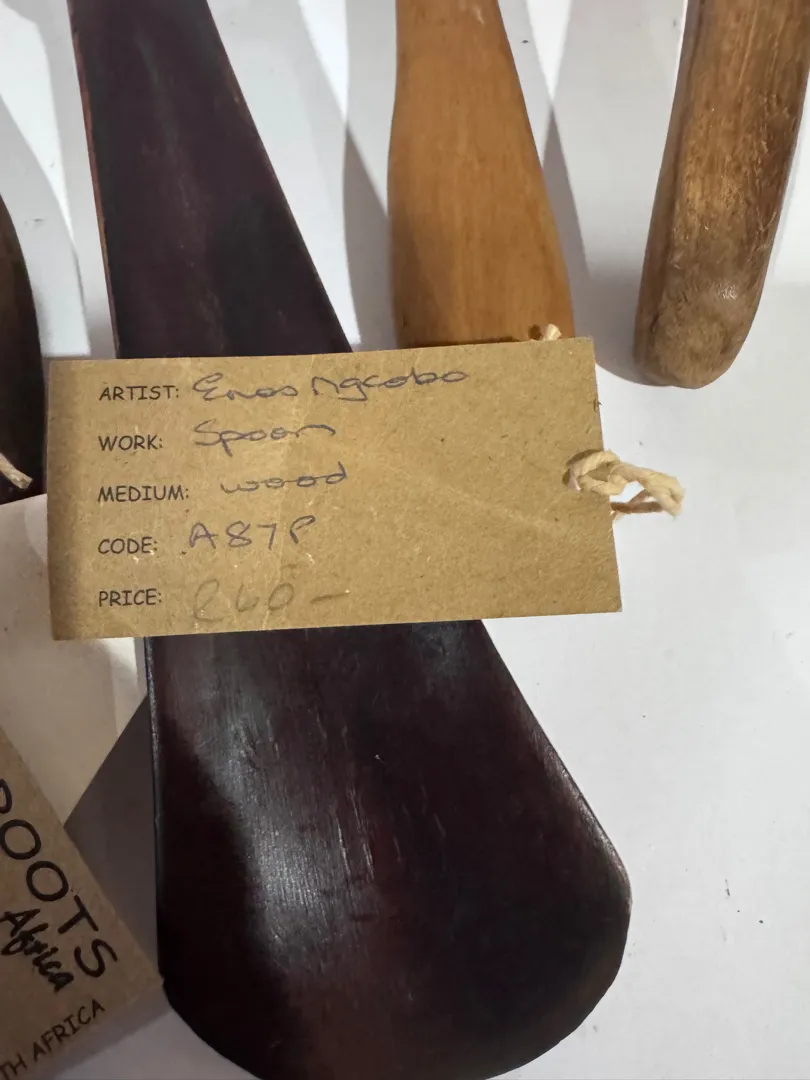 ARTIST: Enos Ngcobo
WORK: Spoon
MEDIUM: wood
CODE: A87P
PRICE: R60-
ROOTS
Africa
TH AFRICA